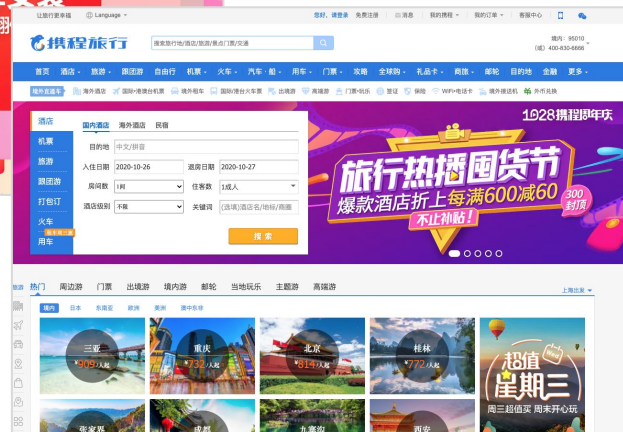 让旅行更幸福 Language 您好，请登录 免费注册 消息 我的携程 我的订单 客服中心
携程旅行 搜索旅行地/酒店/旅游/景点门票/交通
境内: 95010
(或) 400-830-6666
首页 酒店 旅游 跟团游 自由行 机票 火车 汽车·船 用车 门票 攻略 全球购 礼品卡 商旅 邮轮 目的地 金融 更多
境外直通车 海外酒店 国际/港澳台机票 境外租车 国际/港台火车票 出境游 高端游 门票·玩乐 签证 保险 WiFi+电话卡 境外接送机 外币兑换
酒店
机票
旅游
跟团游
打包订
火车
用车
国内酒店 海外酒店 民宿
目的地 中文/拼音
入住日期 2020-10-26 退房日期 2020-10-27
房间数 1间 住客数 1成人
酒店级别 不限 关键词 (选填)酒店名/地标/商圈
搜索
1028携程周年庆
旅行热播囤货节
爆款酒店折上每满600减60
300
封顶
不止补贴!
旅游 热门 周边游 门票 出境游 境内游 邮轮 当地玩乐 主题游 高端游 上海出发
境内 日本 东南亚 欧洲 美洲 澳中东非
三亚
¥909/人起
重庆
¥732/人起
北京
¥814/人起
桂林
¥772/人起
超值
Wed
星期三
周三超值买 周末开心玩
张家界 成都 九寨沟 西安